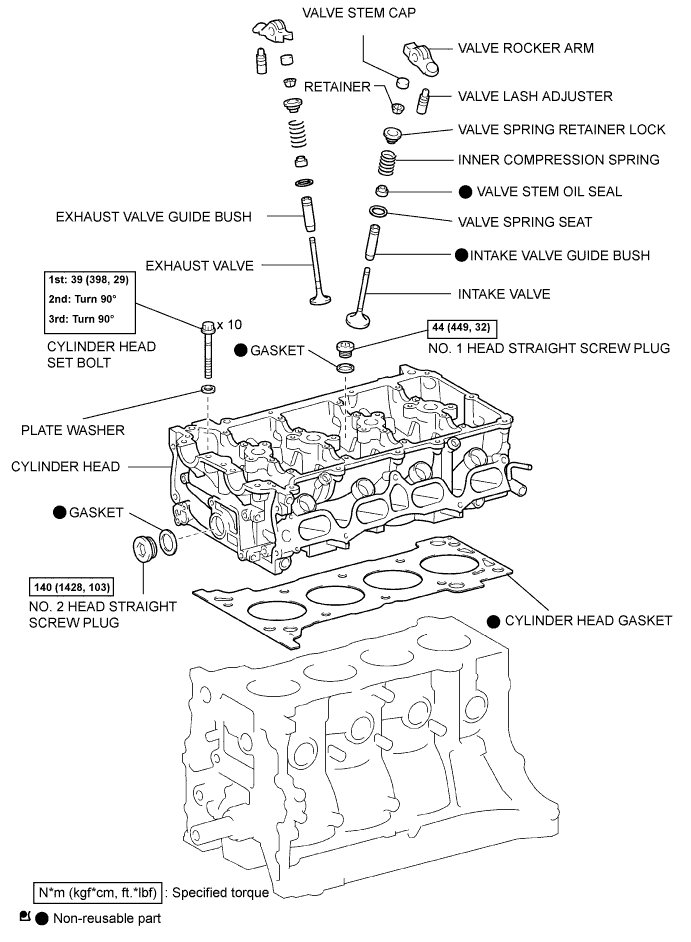 VALVE STEM CAP
VALVE ROCKER ARM
RETAINER
VALVE LASH ADJUSTER
VALVE SPRING RETAINER LOCK
INNER COMPRESSION SPRING
● VALVE STEM OIL SEAL
EXHAUST VALVE GUIDE BUSH
VALVE SPRING SEAT
●INTAKE VALVE GUIDE BUSH
EXHAUST VALVE
INTAKE VALVE
1st: 39 (398, 29)
2nd: Turn 90°
3rd: Turn 90°
x 10
CYLINDER HEAD
SET BOLT
44 (449, 32)
NO. 1 HEAD STRAIGHT SCREW PLUG
● GASKET
PLATE WASHER
CYLINDER HEAD
● GASKET
140 (1428, 103)
NO. 2 HEAD STRAIGHT
SCREW PLUG
● CYLINDER HEAD GASKET
N*m (kgf*cm, ft.*lbf) : Specified torque
● Non-reusable part